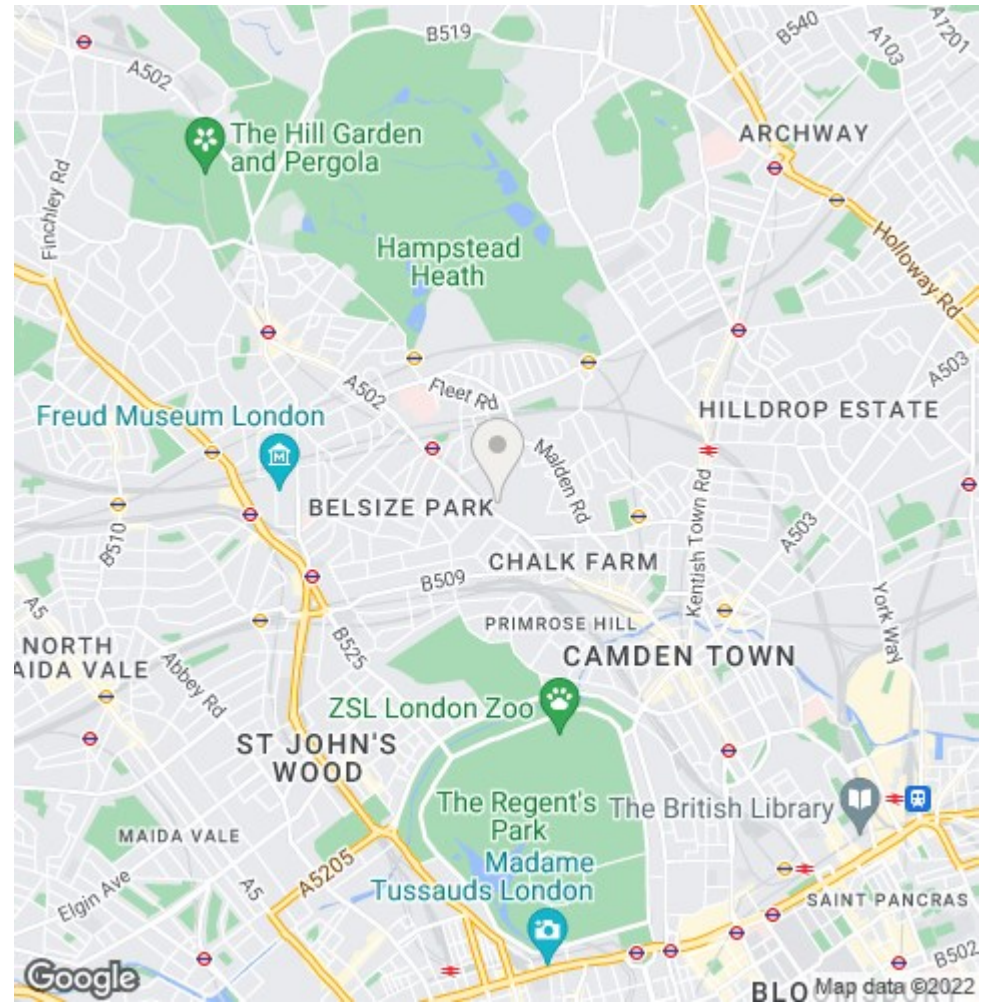 B519
B540
A103
A1201
A502
The Hill Garden
and Pergola
ARCHWAY
Finchley Rd
Hampstead
Heath
Holloway Rd
A502
Fleet Rd
A503
Freud Museum London
HILLDROP ESTATE
Malden Rd
BELSIZE PARK
Kentish Town Rd
A503
B510
CHALK FARM
B509
A5
York Way
PRIMROSE HILL
B525
NORTH
AIDA VALE
Abbey Rd
CAMDEN TOWN
ZSL London Zoo
ST JOHN'S
WOOD
The Regent's
Park
The British Library
MAIDA VALE
Madame
Tussauds London
A5205
Elgin Ave
A5
SAINT PANCRAS
B502
Google
BLO
Map data ©2022